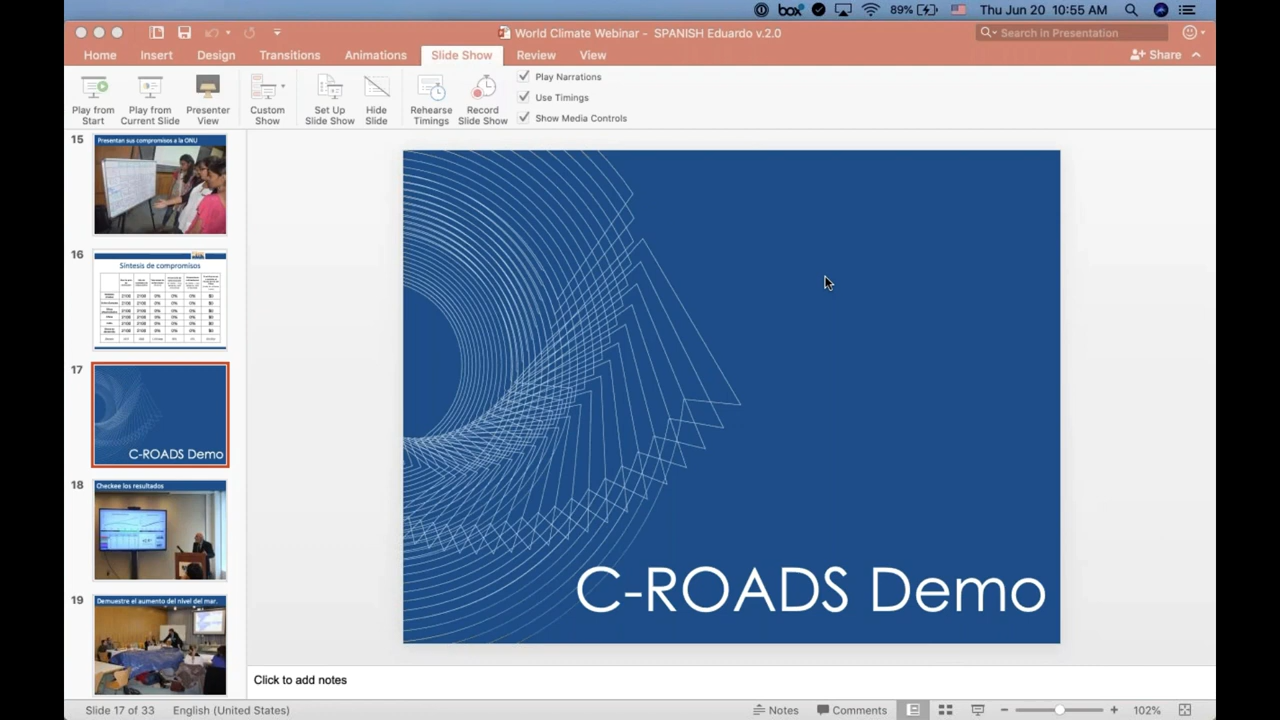 box 89% Thu Jun 20 10:55 AM
World Climate Webinar - SPANISH Eduardo v.2.0
Search in Presentation
Home Insert Design Transitions Animations Slide Show Review View
Share
Play from Start
Play from Current Slide
Presenter View
Custom Show
Set Up Slide Show
Hide Slide
Rehearse Timings
Record Slide Show
Play Narrations
Use Timings
Show Media Controls
15
Presentan sus compromisos a la ONU
16
Síntesis de compromisos
17
C-ROADS Demo
18
Checkee los resultados
19
Demuestre el aumento del nivel del mar.
C-ROADS Demo
Click to add notes
Slide 17 of 33 English (United States) Notes Comments 102%